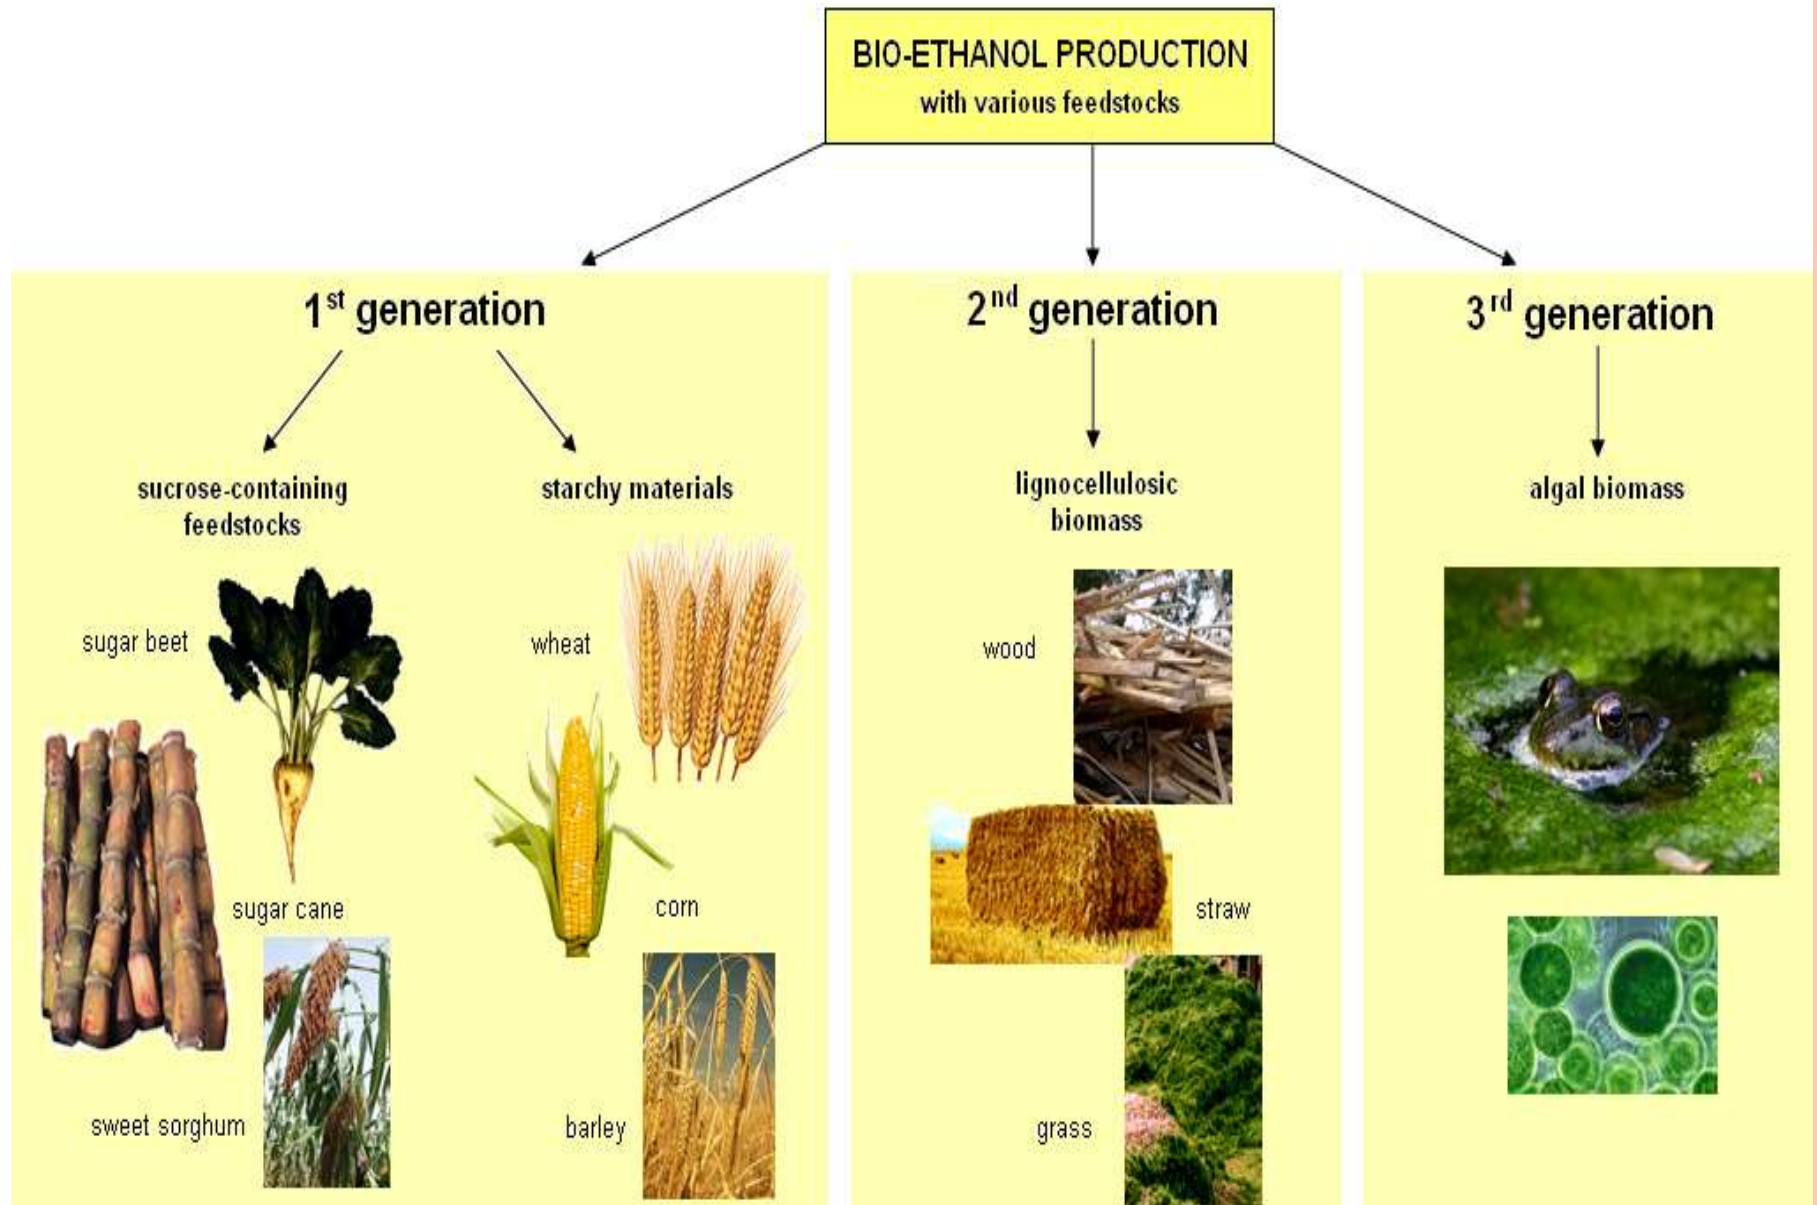 BIO-ETHANOL PRODUCTION
with various feedstocks
1st generation
sucrose-containing
feedstocks
sugar beet
sugar cane
sweet sorghum
starchy materials
wheat
corn
barley
2nd generation
lignocellulosic
biomass
wood
straw
grass
3rd generation
algal biomass